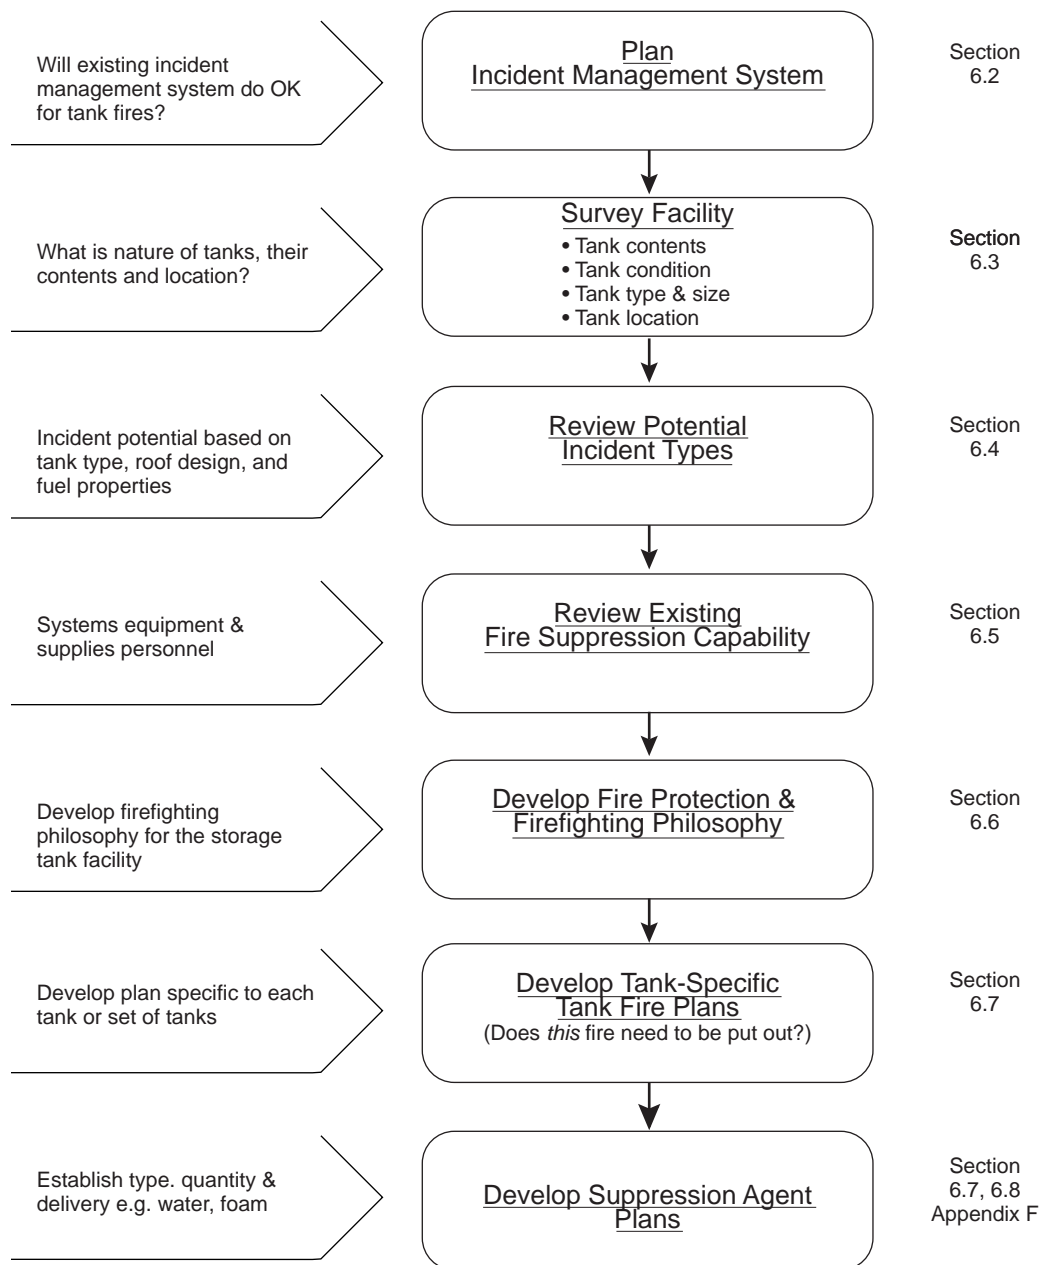 Will existing incident
management system do OK
for tank fires?
Plan
Incident Management System
Section
6.2
What is nature of tanks, their
contents and location?
Survey Facility
• Tank contents
• Tank condition
• Tank type & size
• Tank location
Section
6.3
Incident potential based on
tank type, roof design, and
fuel properties
Review Potential
Incident Types
Section
6.4
Systems equipment &
supplies personnel
Review Existing
Fire Suppression Capability
Section
6.5
Develop firefighting
philosophy for the storage
tank facility
Develop Fire Protection &
Firefighting Philosophy
Section
6.6
Develop plan specific to each
tank or set of tanks
Develop Tank-Specific
Tank Fire Plans
(Does this fire need to be put out?)
Section
6.7
Establish type. quantity &
delivery e.g. water, foam
Develop Suppression Agent
Plans
Section
6.7, 6.8
Appendix F